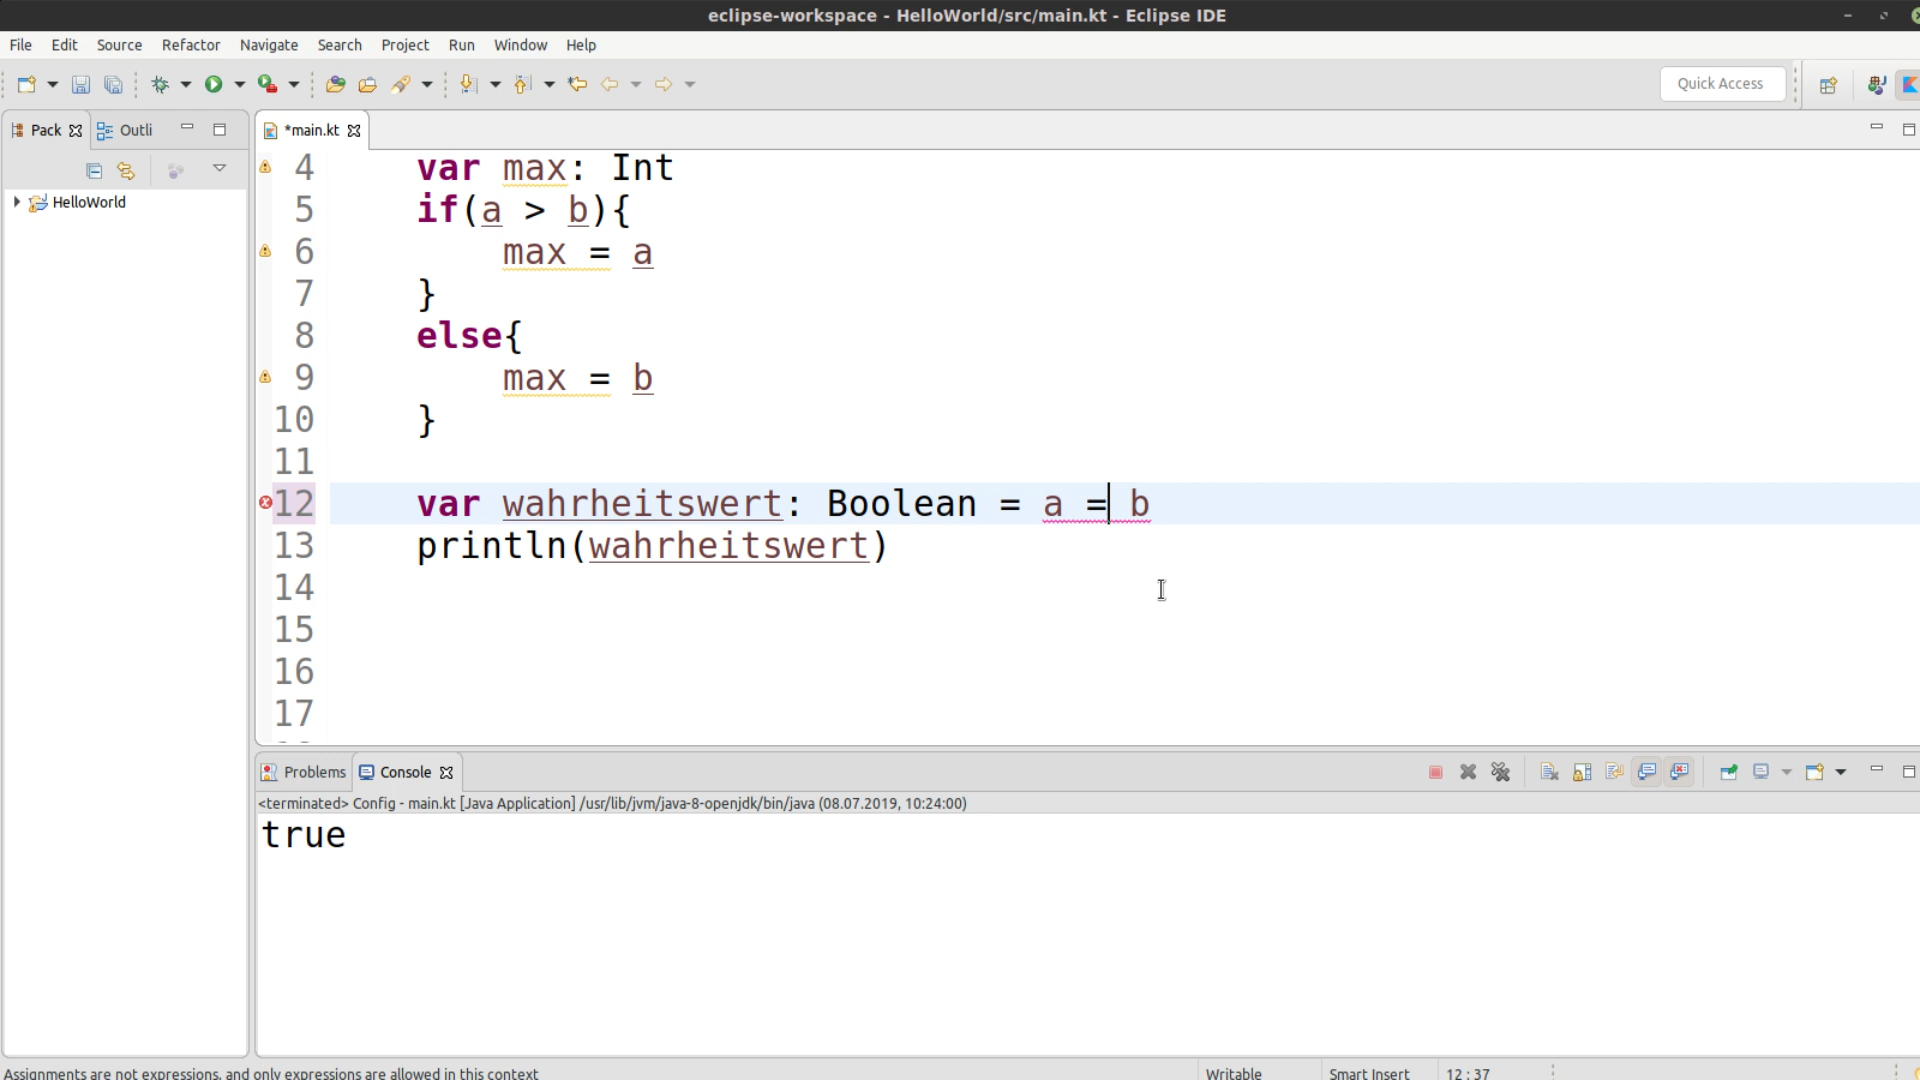 eclipse-workspace - HelloWorld/src/main.kt - Eclipse IDE
File Edit Source Refactor Navigate Search Project Run Window Help
Quick Access
Pack Outli *main.kt
HelloWorld
4 var max: Int
5 if(a > b){
6 max = a
7 }
8 else{
9 max = b
10 }
11
12 var wahrheitswert: Boolean = a = b
13 println(wahrheitswert)
14
15
16
17
Problems Console
<terminated> Config - main.kt [Java Application] /usr/lib/jvm/java-8-openjdk/bin/java (08.07.2019, 10:24:00)
true
Assignments are not expressions, and only expressions are allowed in this context Writable Smart Insert 12 : 37